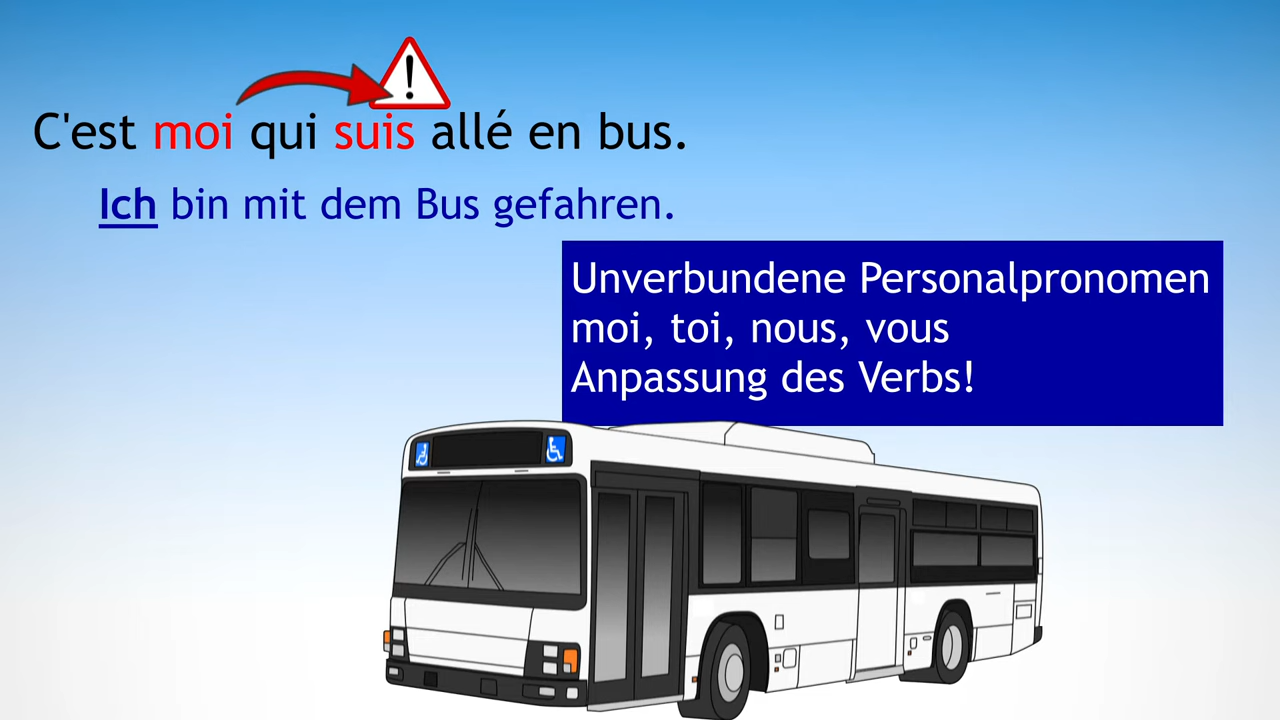 C'est moi qui suis allé en bus.
Ich bin mit dem Bus gefahren.
Unverbundene Personalpronomen
moi, toi, nous, vous
Anpassung des Verbs!